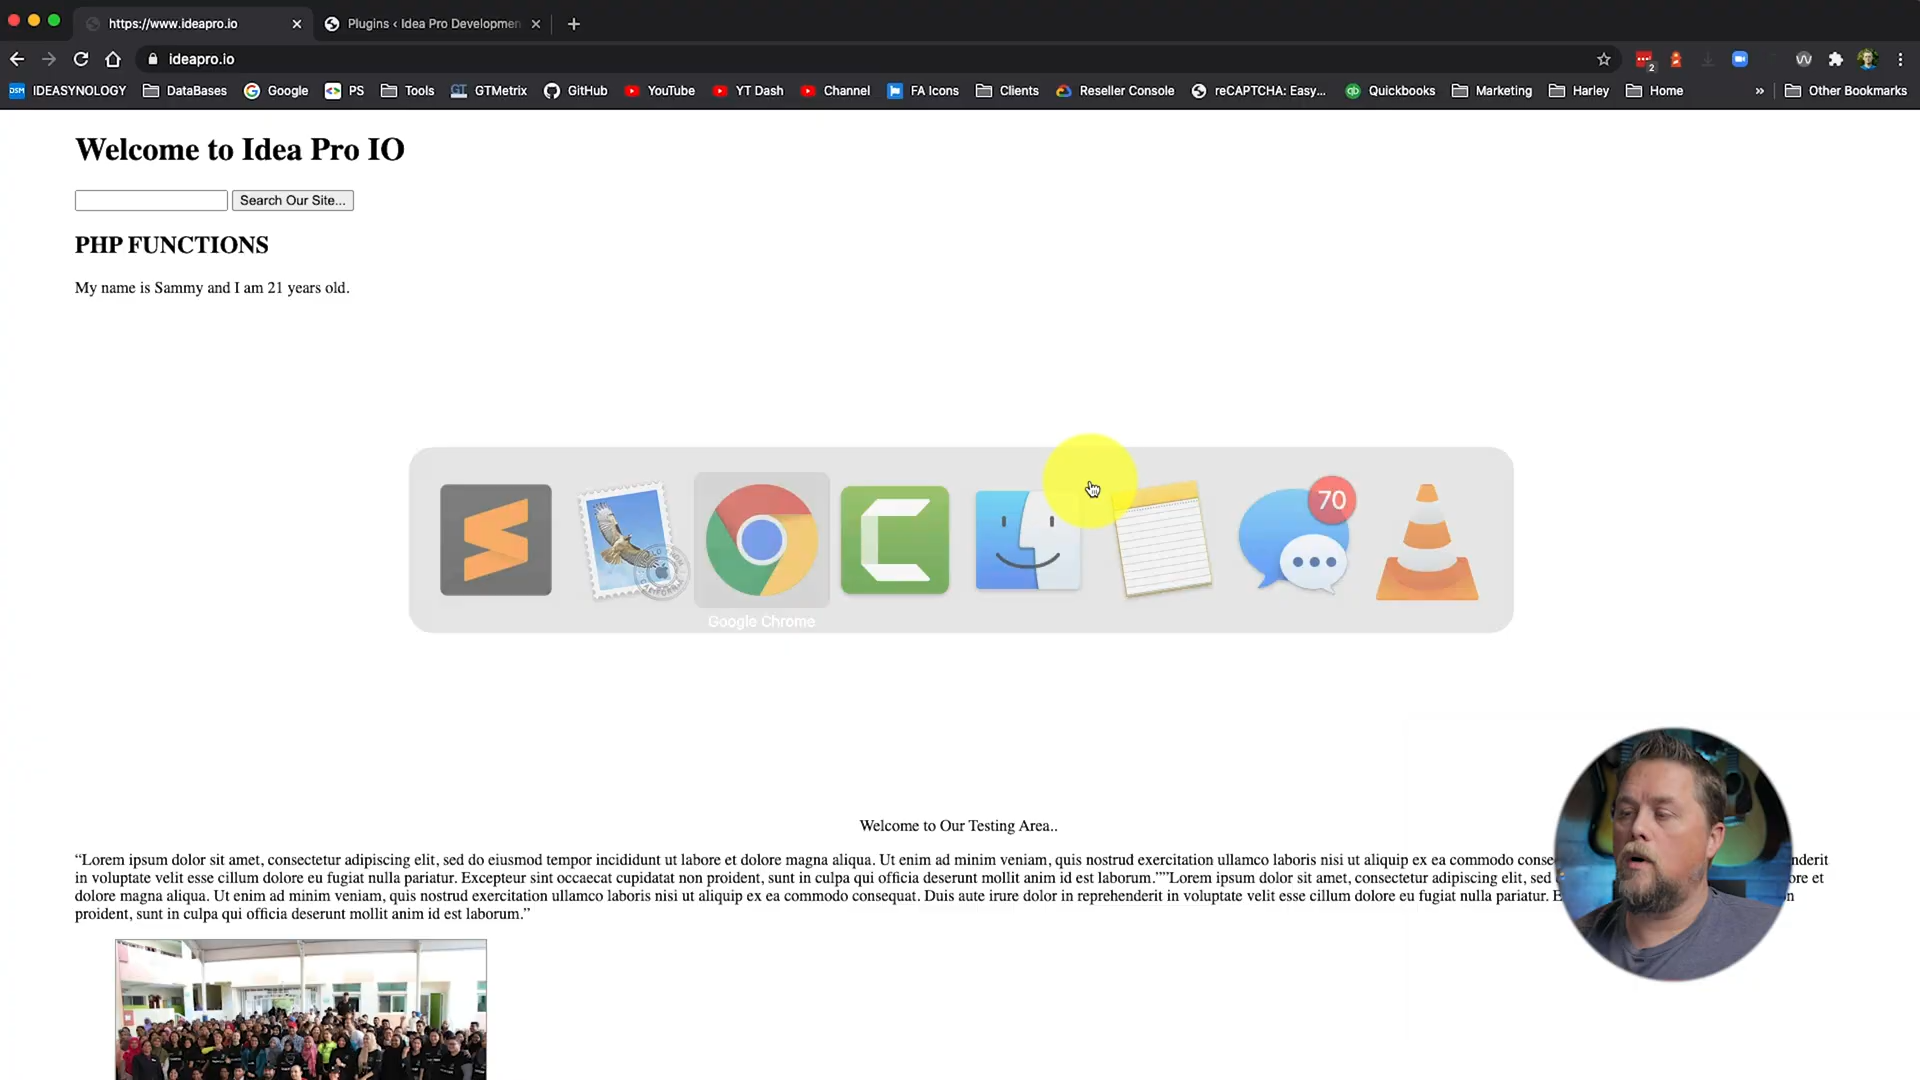 https://www.ideapro.io
Plugins ‹ Idea Pro Developmen
ideapro.io
2
DSM IDEASYNOLOGY DataBases Google PS Tools GT GTMetrix GitHub YouTube YT Dash Channel FA Icons Clients Reseller Console reCAPTCHA: Easy... qb Quickbooks Marketing Harley Home » Other Bookmarks
Welcome to Idea Pro IO
Search Our Site...
PHP FUNCTIONS
My name is Sammy and I am 21 years old.
70
Google Chrome
Welcome to Our Testing Area..
“Lorem ipsum dolor sit amet, consectetur adipiscing elit, sed do eiusmod tempor incididunt ut labore et dolore magna aliqua. Ut enim ad minim veniam, quis nostrud exercitation ullamco laboris nisi ut aliquip ex ea commodo conse nderit
in voluptate velit esse cillum dolore eu fugiat nulla pariatur. Excepteur sint occaecat cupidatat non proident, sunt in culpa qui officia deserunt mollit anim id est laborum.””Lorem ipsum dolor sit amet, consectetur adipiscing elit, sed ore et
dolore magna aliqua. Ut enim ad minim veniam, quis nostrud exercitation ullamco laboris nisi ut aliquip ex ea commodo consequat. Duis aute irure dolor in reprehenderit in voluptate velit esse cillum dolore eu fugiat nulla pariatur. E n
proident, sunt in culpa qui officia deserunt mollit anim id est laborum.”